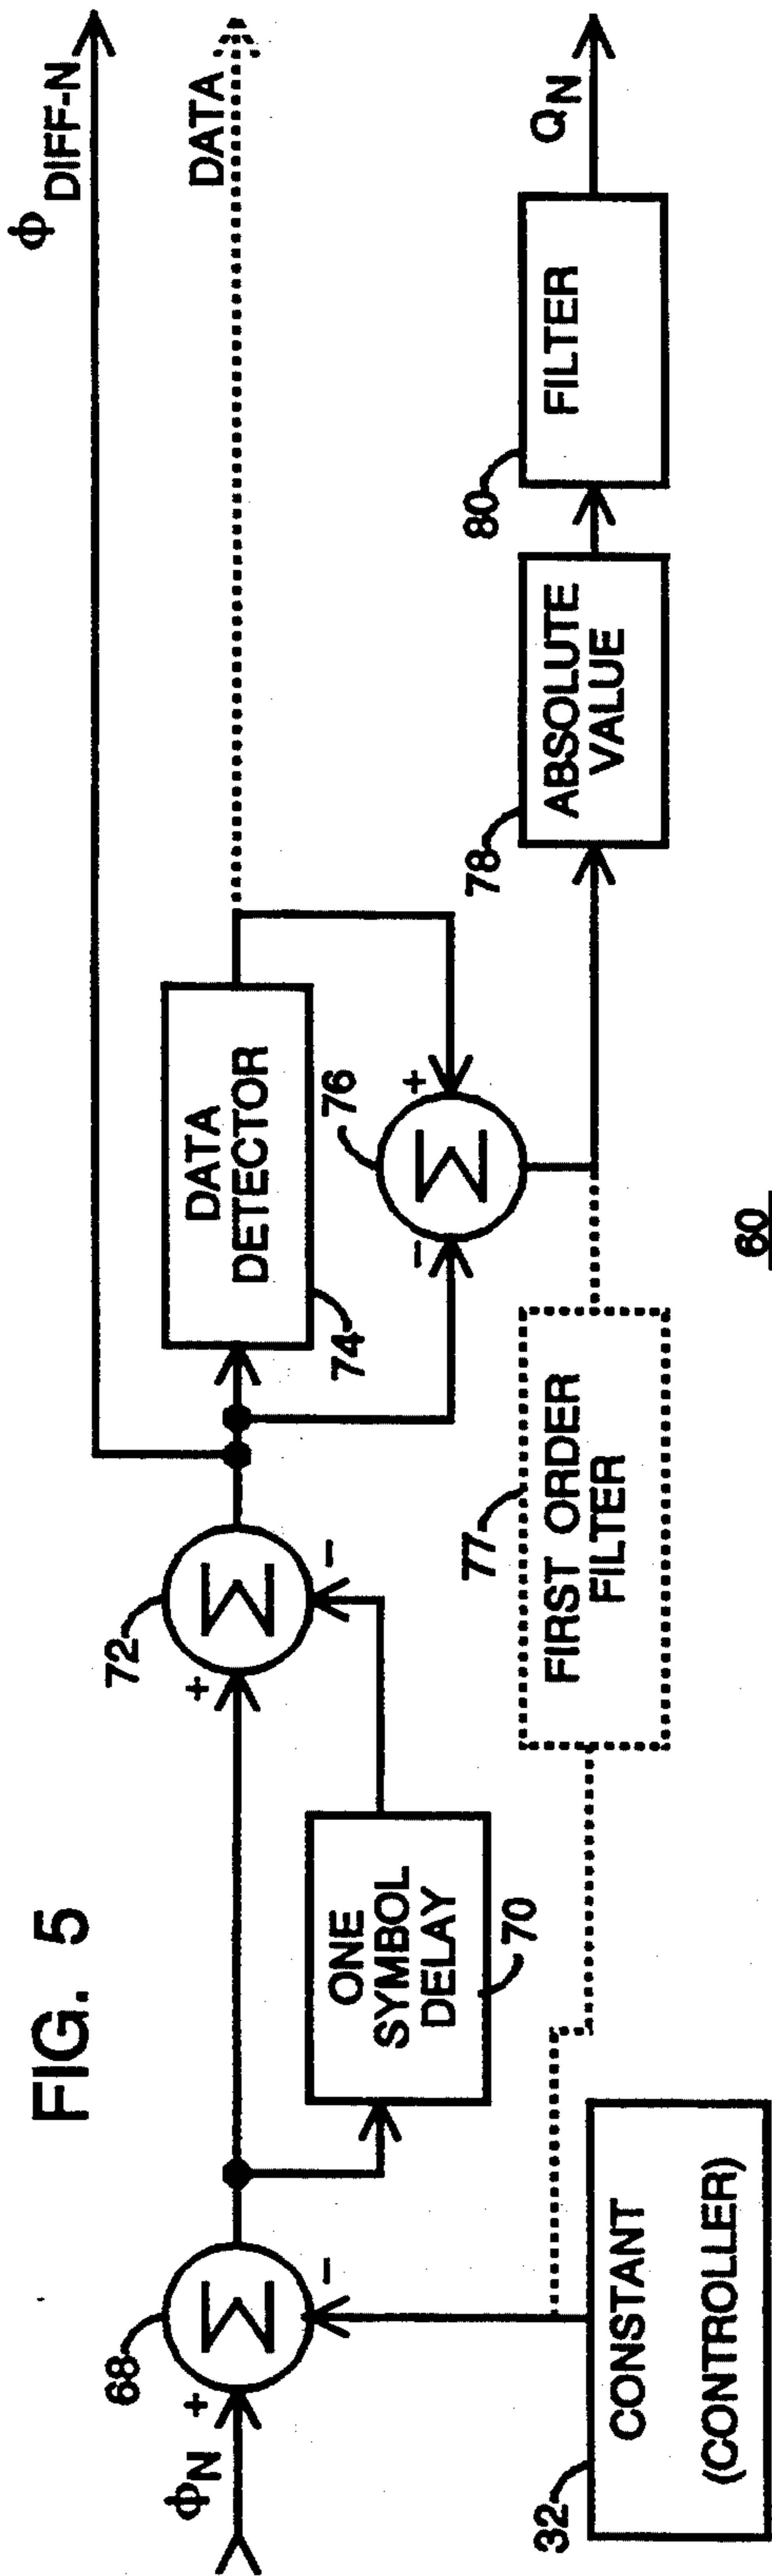 FIG. 5
ϕDIFF-N
DATA
ϕN
+
68
Σ
-
ONE
SYMBOL
DELAY
70
72
+
Σ
-
DATA
DETECTOR
74
76
+
-
Σ
CONSTANT
(CONTROLLER)
32
FIRST ORDER
FILTER
77
ABSOLUTE
VALUE
78
FILTER
80
QN
60